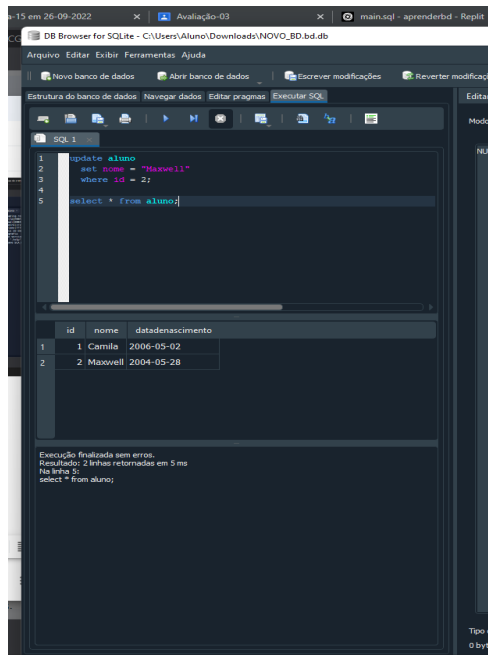 -15 em 26-09-2022 × Avaliação-03 × main.sql - aprenderbd - Replit
DB Browser for SQLite - C:\Users\Aluno\Downloads\NOVO_BD.bd.db
Arquivo Editar Exibir Ferramentas Ajuda
Novo banco de dados Abrir banco de dados Escrever modificações Reverter modificaç
Estrutura do banco de dados Navegar dados Editar pragmas Executar SQL Editar
Modo
SQL 1
NU
1 update aluno
2 set nome = "Maxwell"
3 where id = 2;
4
5 select * from aluno;
id nome datadenascimento
1 1 Camila 2006-05-02
2 2 Maxwell 2004-05-28
Execução finalizada sem erros.
Resultado: 2 linhas retornadas em 5 ms
Na linha 5:
select * from aluno;
Tipo
0 byt